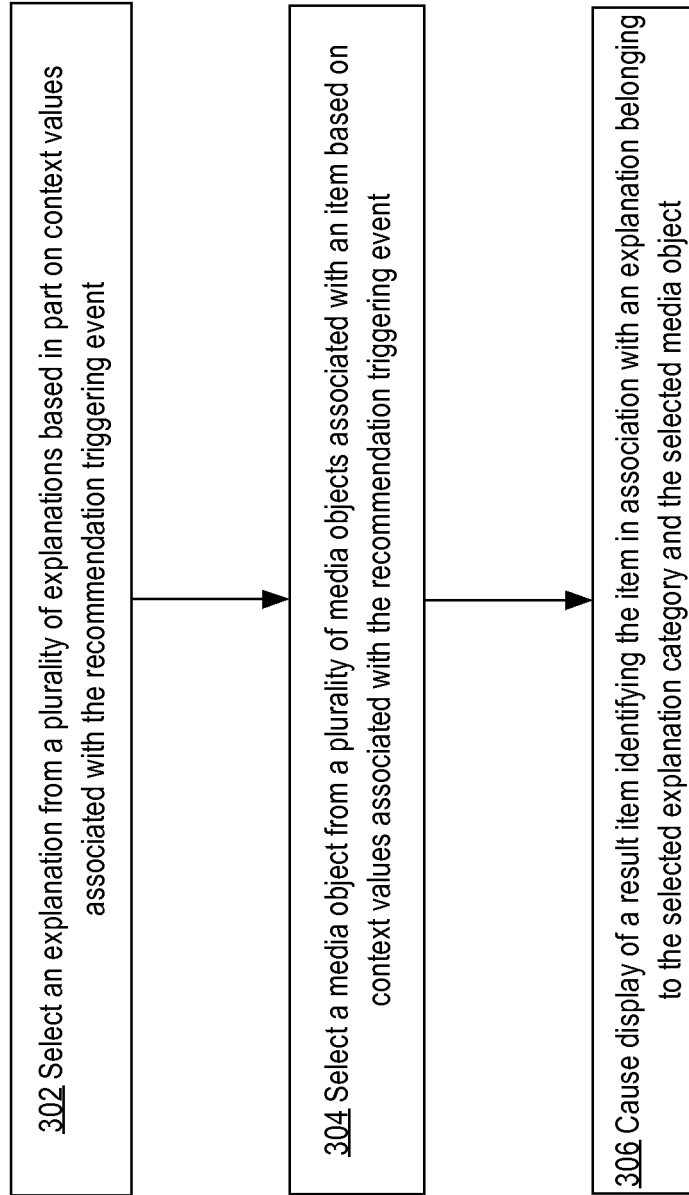 302 Select an explanation from a plurality of explanations based in part on context values
associated with the recommendation triggering event
304 Select a media object from a plurality of media objects associated with an item based on
context values associated with the recommendation triggering event
306 Cause display of a result item identifying the item in association with an explanation belonging
to the selected explanation category and the selected media object